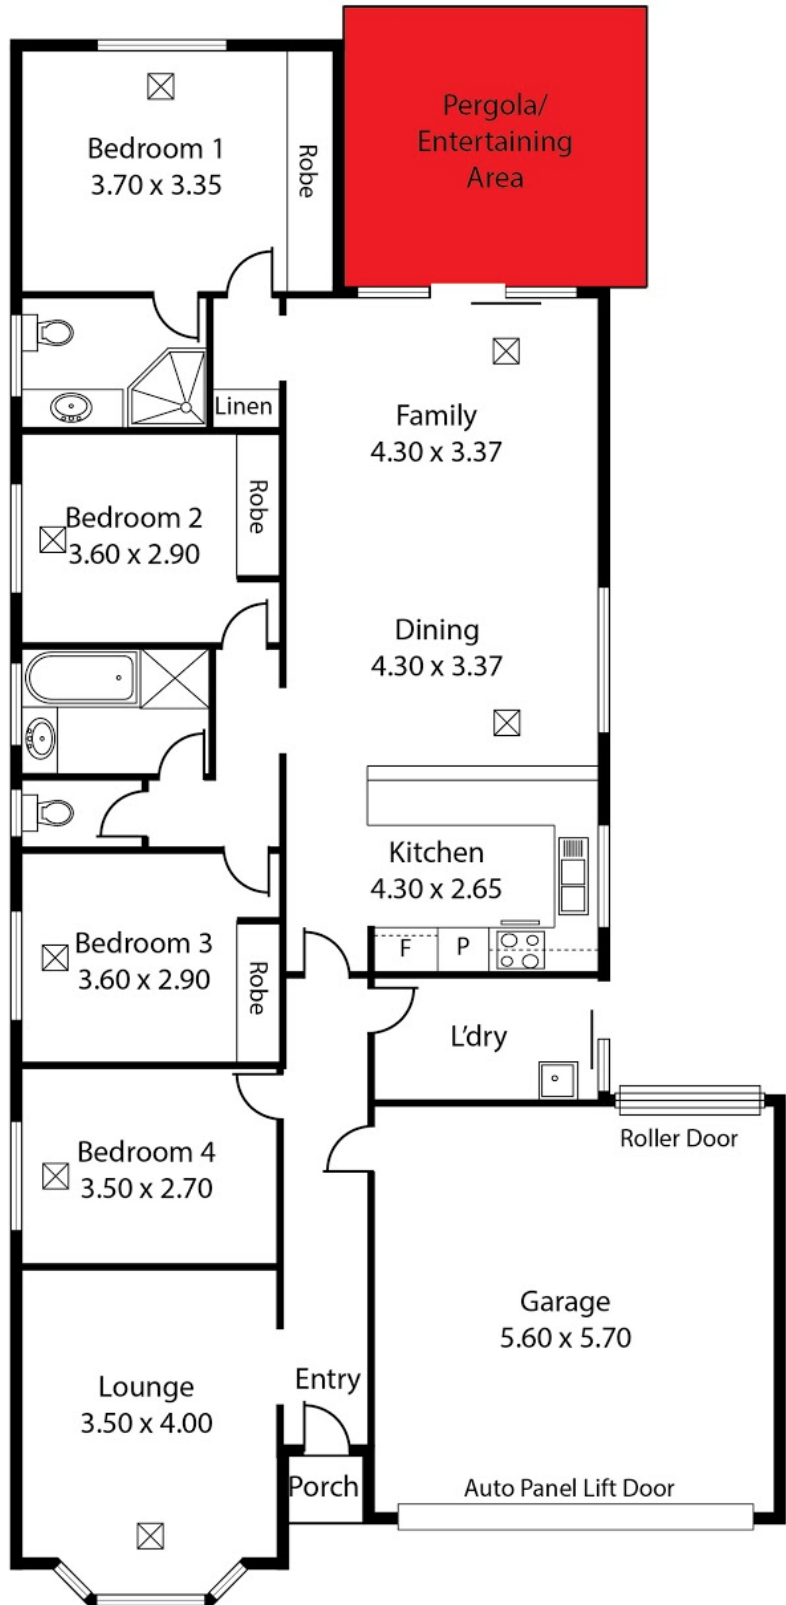 Pergola/
Entertaining
Area
Bedroom 1
3.70 x 3.35
Robe
Linen
Family
4.30 x 3.37
Bedroom 2
3.60 x 2.90
Robe
Dining
4.30 x 3.37
Kitchen
4.30 x 2.65
F
P
Bedroom 3
3.60 x 2.90
Robe
L'dry
Roller Door
Bedroom 4
3.50 x 2.70
Garage
5.60 x 5.70
Entry
Lounge
3.50 x 4.00
Porch
Auto Panel Lift Door